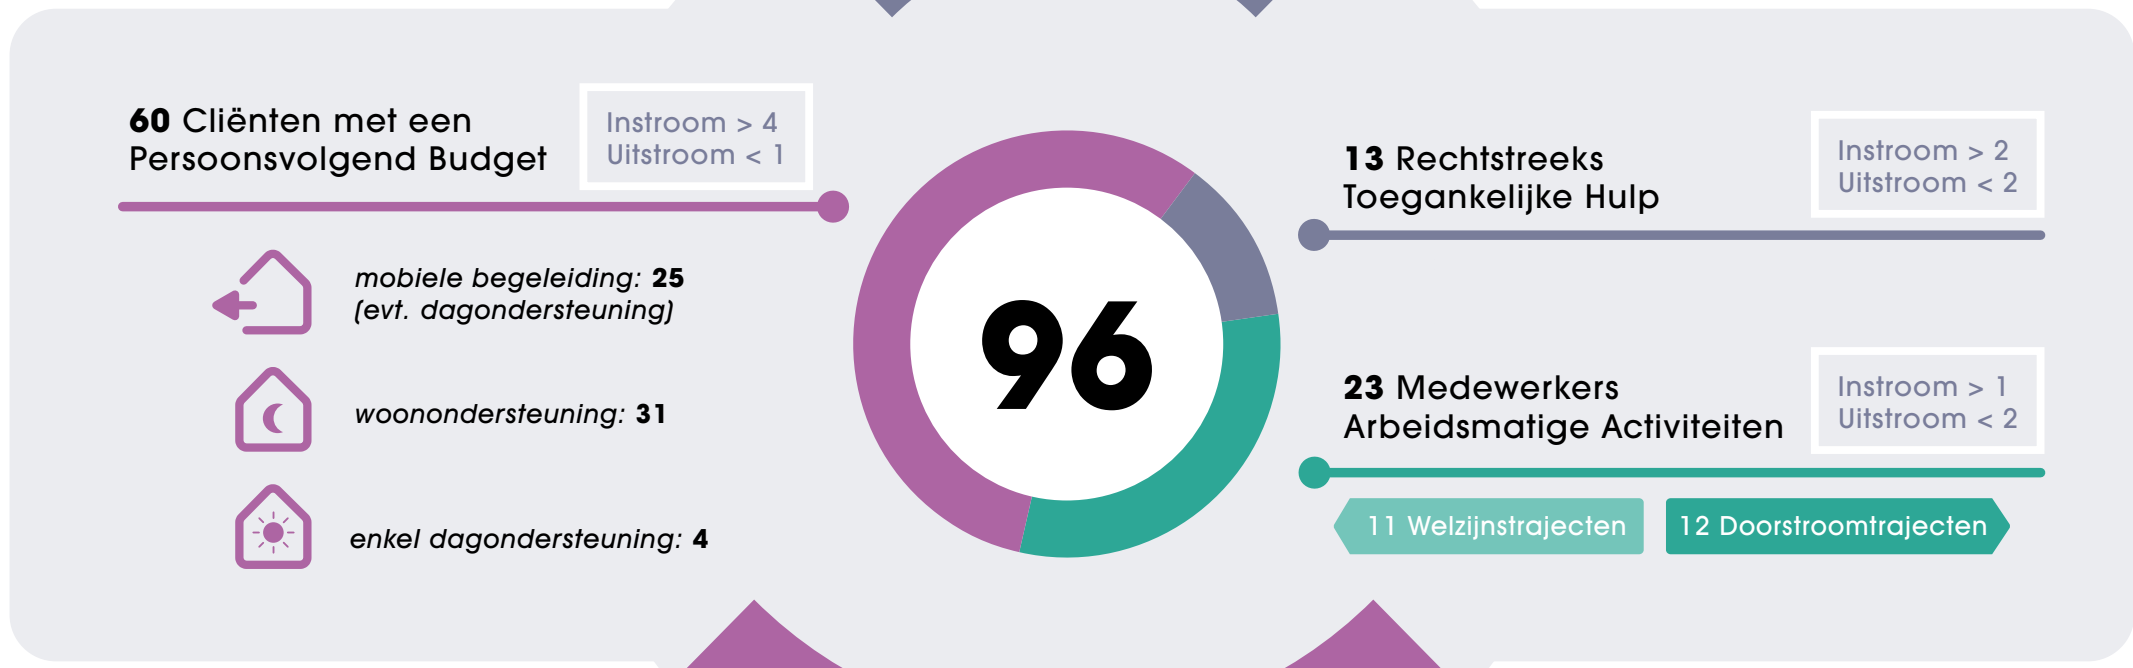 60 Cliënten met een
Persoonsvolgend Budget
Instroom > 4
Uitstroom < 1
mobiele begeleiding: 25
(evt. dagondersteuning)
woonondersteuning: 31
enkel dagondersteuning: 4
96
13 Rechtstreeks
Toegankelijke Hulp
Instroom > 2
Uitstroom < 2
23 Medewerkers
Arbeidsmatige Activiteiten
Instroom > 1
Uitstroom < 2
11 Welzijnstrajecten
12 Doorstroomtrajecten